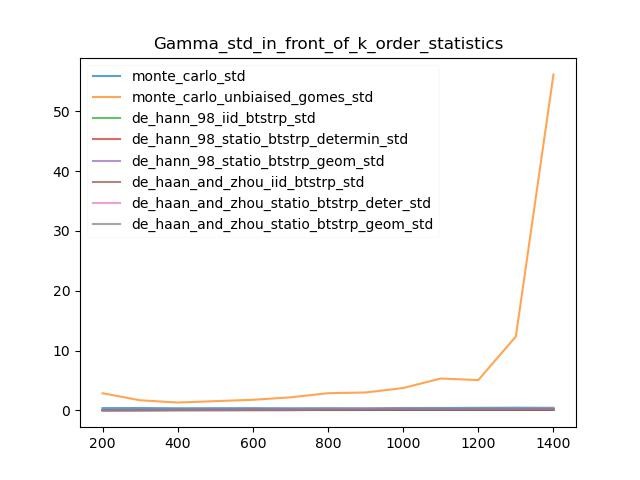 Gamma_std_in_front_of_k_order_statistics
monte_carlo_std
monte_carlo_unbiaised_gomes_std
de_hann_98_iid_btstrp_std
de_hann_98_statio_btstrp_determin_std
de_hann_98_statio_btstrp_geom_std
de_haan_and_zhou_iid_btstrp_std
de_haan_and_zhou_statio_btstrp_deter_std
de_haan_and_zhou_statio_btstrp_geom_std
50
40
30
20
10
0
200 400 600 800 1000 1200 1400